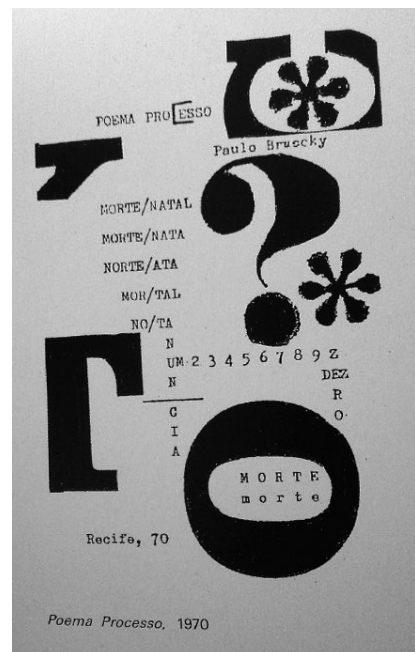 POEMA PROCESSO
*
Paulo Bruscky
,
MORTE/NATAL
?
MORTE/NATA
NORTE/ATA
MOR/TAL
*
NO/TA
N
UM·2 3 4 5 6 7 8 9 Z
N DEZ
R
C O·
I
A
MORTE
morte
Recife, 70
Poema Processo, 1970